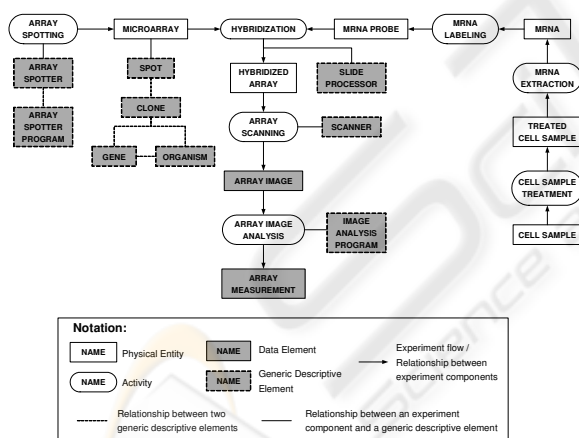 ARRAY
SPOTTING
MICROARRAY
HYBRIDIZATION
MRNA PROBE
MRNA
LABELING
MRNA
ARRAY
SPOTTER
SPOT
HYBRIDIZED
ARRAY
SLIDE
PROCESSOR
MRNA
EXTRACTION
ARRAY
SPOTTER
PROGRAM
CLONE
ARRAY
SCANNING
SCANNER
TREATED
CELL SAMPLE
GENE
ORGANISM
ARRAY IMAGE
CELL SAMPLE
TREATMENT
ARRAY IMAGE
ANALYSIS
IMAGE
ANALYSIS
PROGRAM
CELL SAMPLE
ARRAY
MEASUREMENT
Notation:
NAME Physical Entity
NAME Data Element
Experiment flow /
Relationship between
experiment components
NAME Activity
NAME Generic Descriptive
Element
Relationship between two
generic descriptive elements
Relationship between an experiment
component and a generic descriptive element